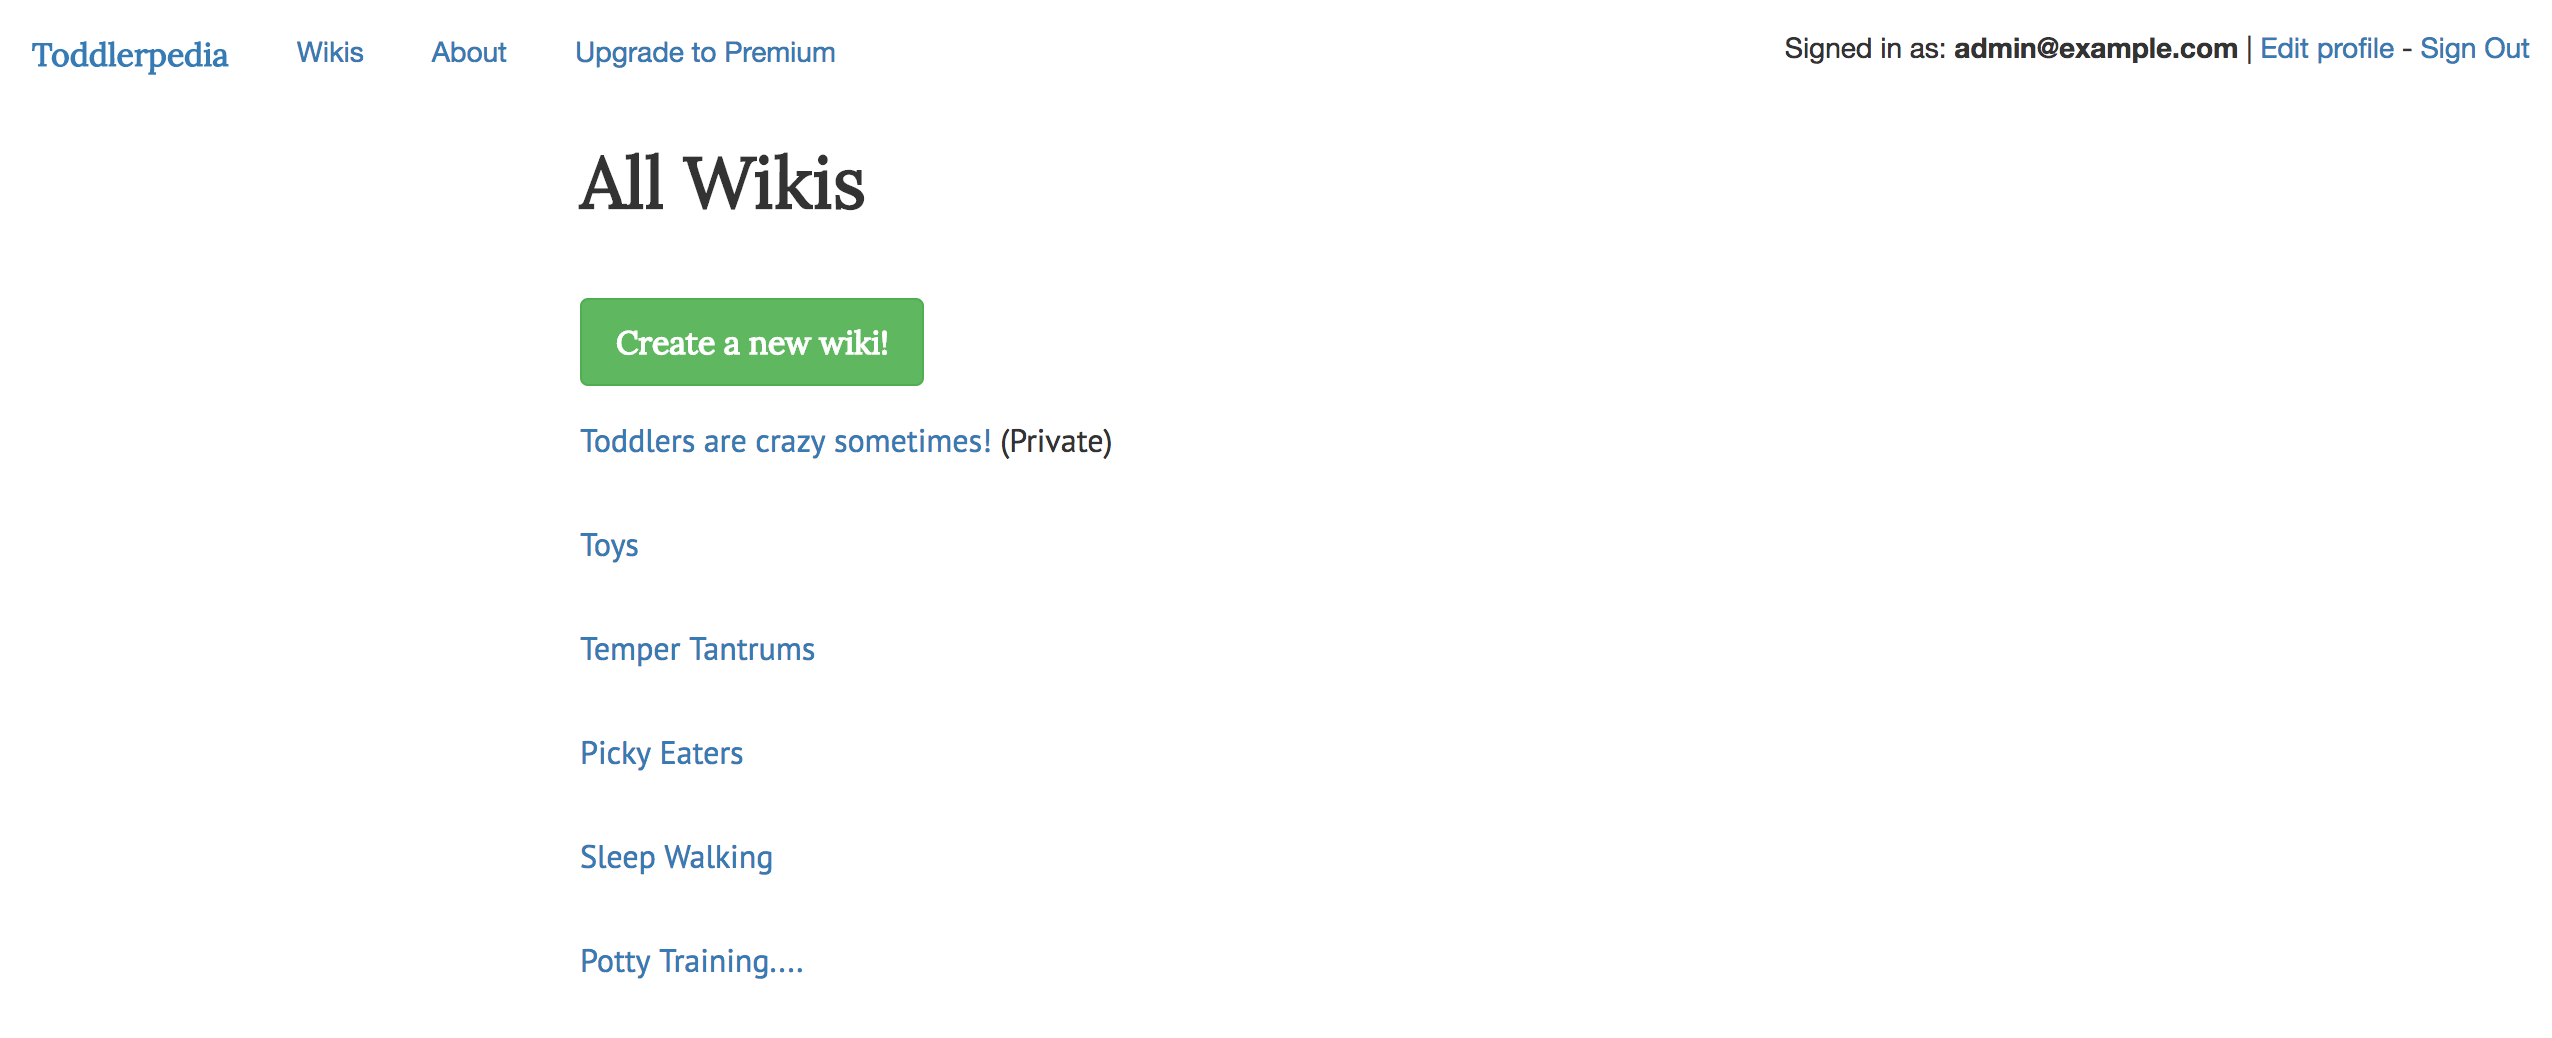 Toddlerpedia Wikis About Upgrade to Premium Signed in as: admin@example.com | Edit profile - Sign Out
All Wikis
Create a new wiki!
Toddlers are crazy sometimes! (Private)
Toys
Temper Tantrums
Picky Eaters
Sleep Walking
Potty Training....